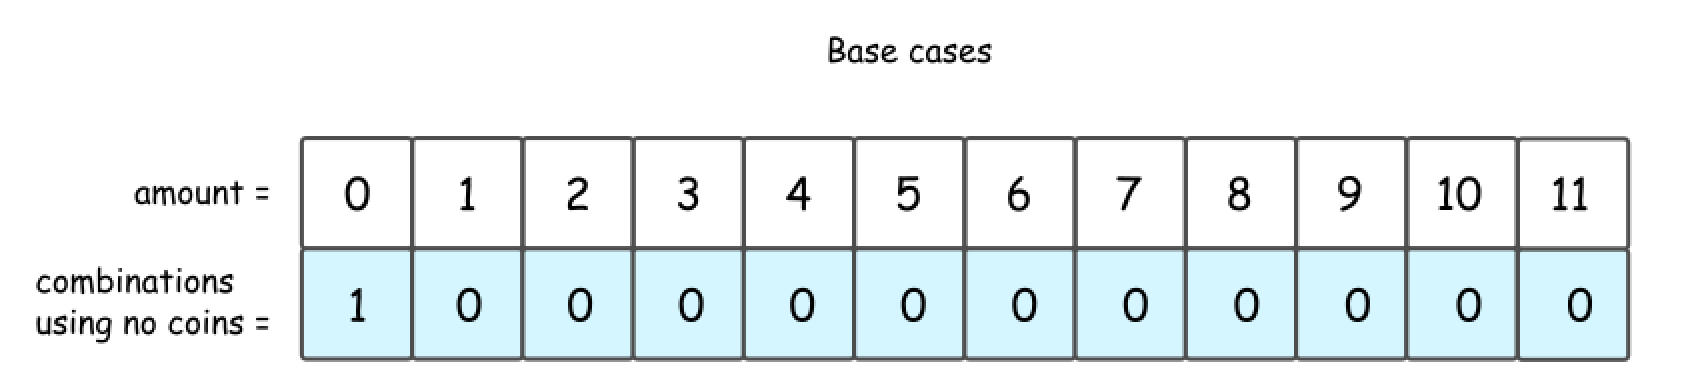 Base cases
amount = 0 1 2 3 4 5 6 7 8 9 10 11
combinations
using no coins = 1 0 0 0 0 0 0 0 0 0 0 0